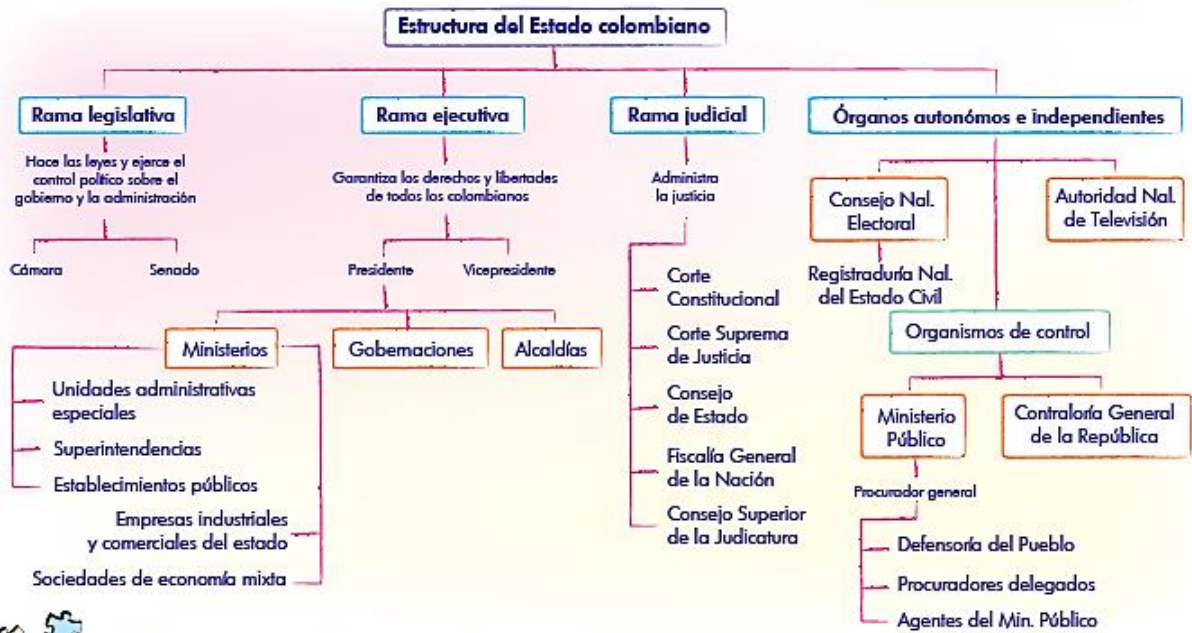 Estructura del Estado colombiano
Rama legislativa
Hace las leyes y ejerce el
control político sobre el
gobierno y la administración
Cámara
Senado
Rama ejecutiva
Garantiza los derechos y libertades
de todos los colombianos
Presidente
Vicepresidente
Ministerios
Gobernaciones
Alcaldías
Unidades administrativas
especiales
Superintendencias
Establecimientos públicos
Empresas industriales
y comerciales del estado
Sociedades de economía mixta
Rama judicial
Administra
la justicia
Corte
Constitucional
Corte Suprema
de Justicia
Consejo
de Estado
Fiscalía General
de la Nación
Consejo Superior
de la Judicatura
Órganos autonómos e independientes
Consejo Nal.
Electoral
Registraduría Nal.
del Estado Civil
Autoridad Nal.
de Televisión
Organismos de control
Ministerio
Público
Contraloría General
de la República
Procurador general
Defensoría del Pueblo
Procuradores delegados
Agentes del Min. Público